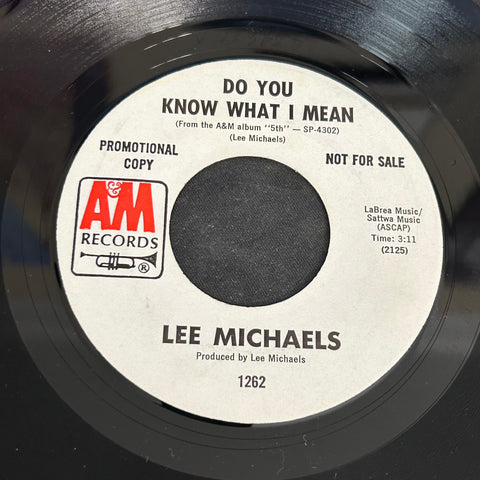 DO YOU
KNOW WHAT I MEAN
(From the A&M album "5th" — SP-4302)
(Lee Michaels)
PROMOTIONAL
COPY
NOT FOR SALE
A&M
RECORDS
®
LaBrea Music/
Sattwa Music
(ASCAP)
Time: 3:11
(2125)
LEE MICHAELS
Produced by Lee Michaels
1262